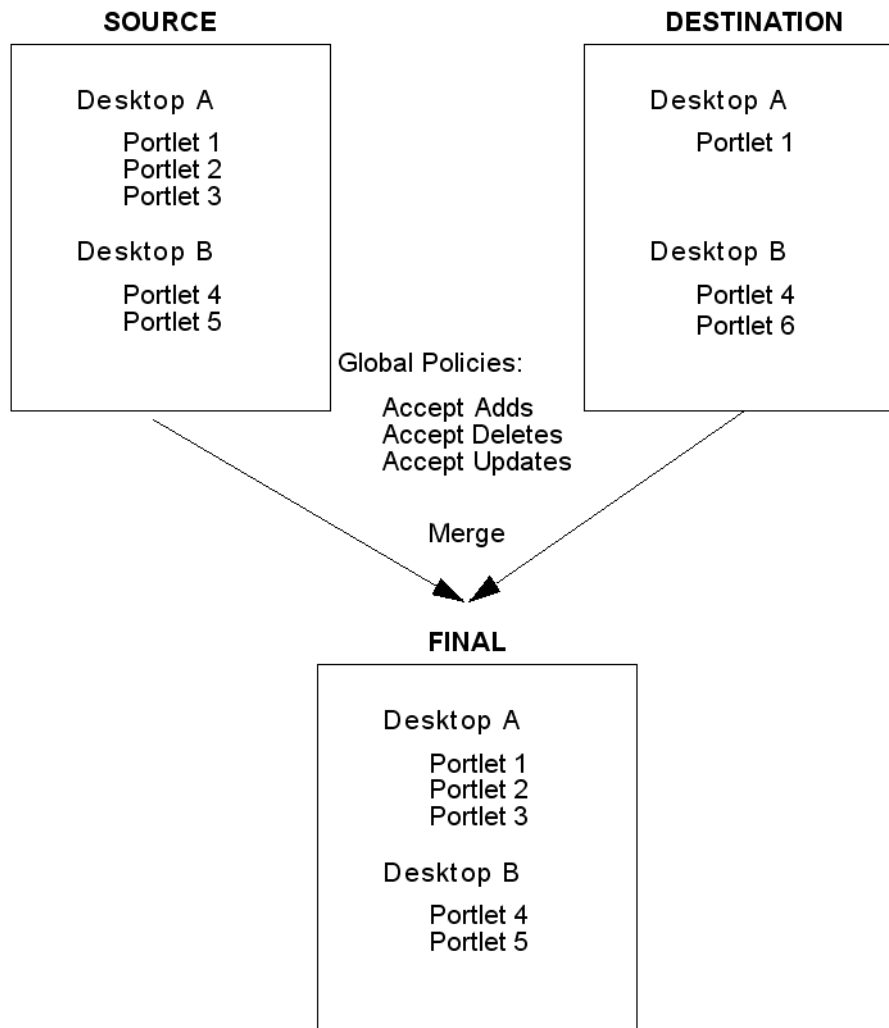 SOURCE
Desktop A
Portlet 1
Portlet 2
Portlet 3
Desktop B
Portlet 4
Portlet 5
DESTINATION
Desktop A
Portlet 1
Desktop B
Portlet 4
Portlet 6
Global Policies:
Accept Adds
Accept Deletes
Accept Updates
Merge
FINAL
Desktop A
Portlet 1
Portlet 2
Portlet 3
Desktop B
Portlet 4
Portlet 5